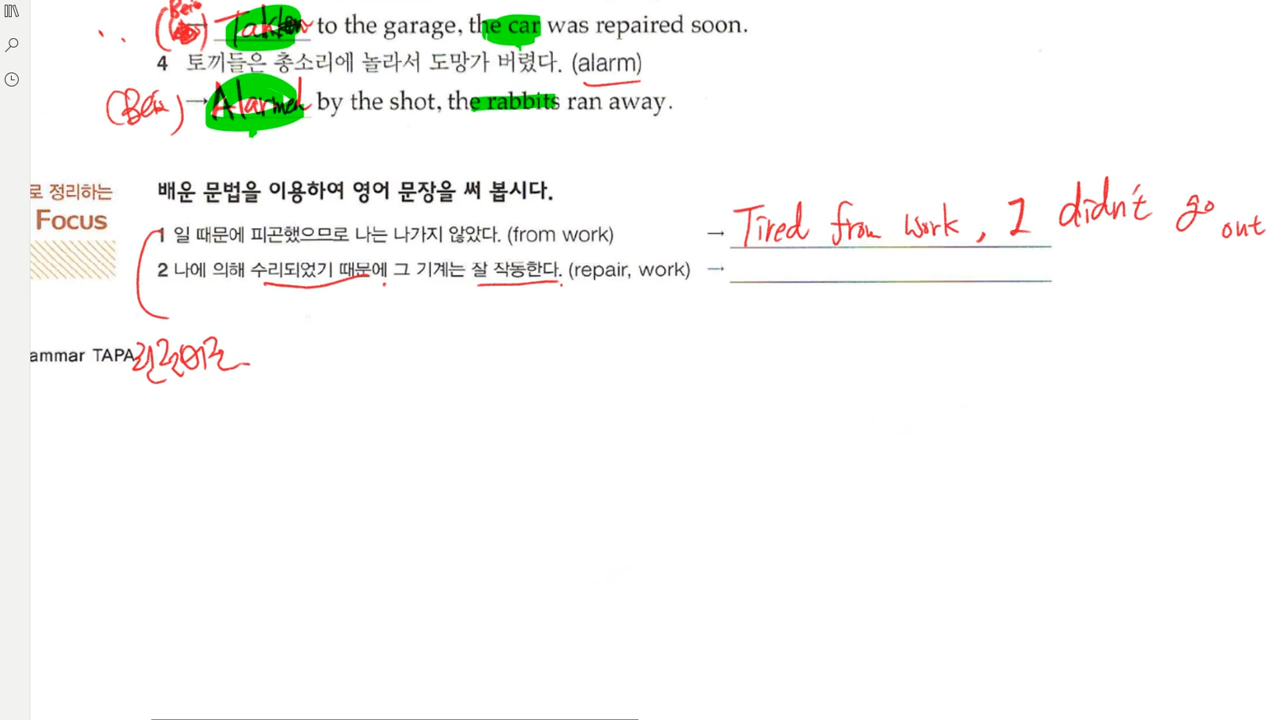 (Being) Taken to the garage, the car was repaired soon.
4 토끼들은 총소리에 놀라서 도망가 버렸다. (alarm)
(Bein) → Alarmed by the shot, the rabbits ran away.
로 정리하는
Focus
배운 문법을 이용하여 영어 문장을 써 봅시다.
1 일 때문에 피곤했으므로 나는 나가지 않았다. (from work) → Tired from work, I didn't go out
2 나에 의해 수리되었기 때문에 그 기계는 잘 작동한다. (repair, work) →
ammar TAPA